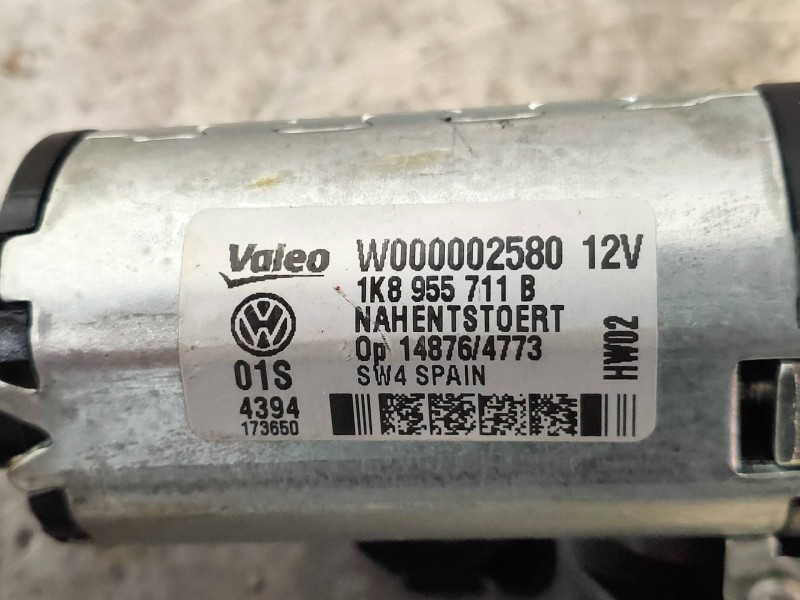 Valeo W000002580 12V
1K8 955 711 B
NAHENTSTOERT
Op 14876/4773
01S SW4 SPAIN
4394
173650
HW02